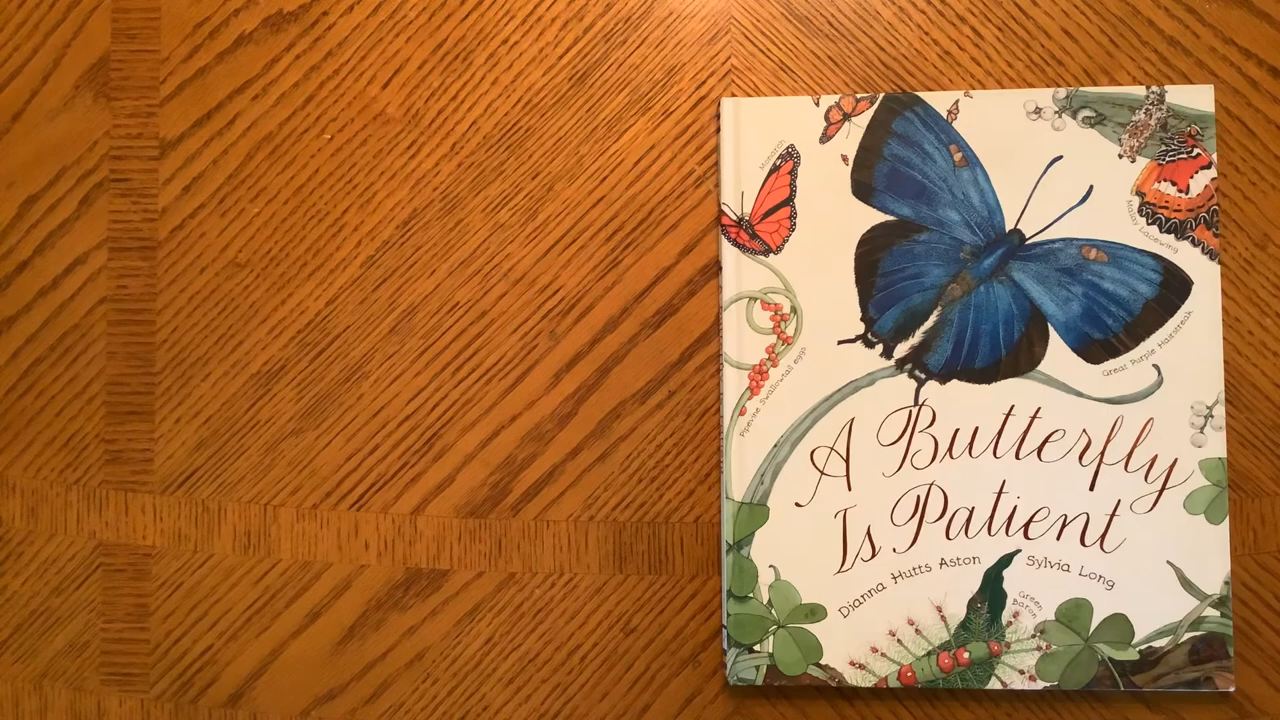 Monarch
Malay Lacewing
Great Purple Hairstreak
Pipevine Swallowtail eggs
A Butterfly
Is Patient
Dianna Hutts Aston
Sylvia Long
Green
Baron